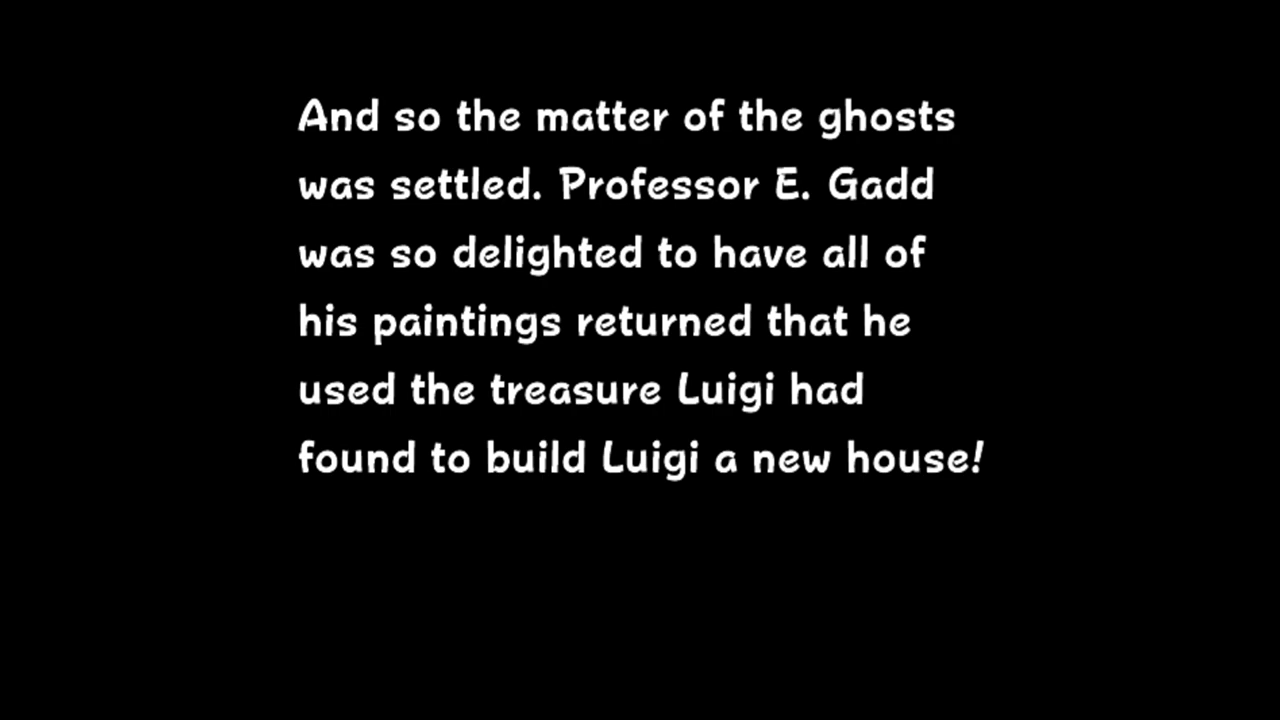 And so the matter of the ghosts
was settled. Professor E. Gadd
was so delighted to have all of
his paintings returned that he
used the treasure Luigi had
found to build Luigi a new house!